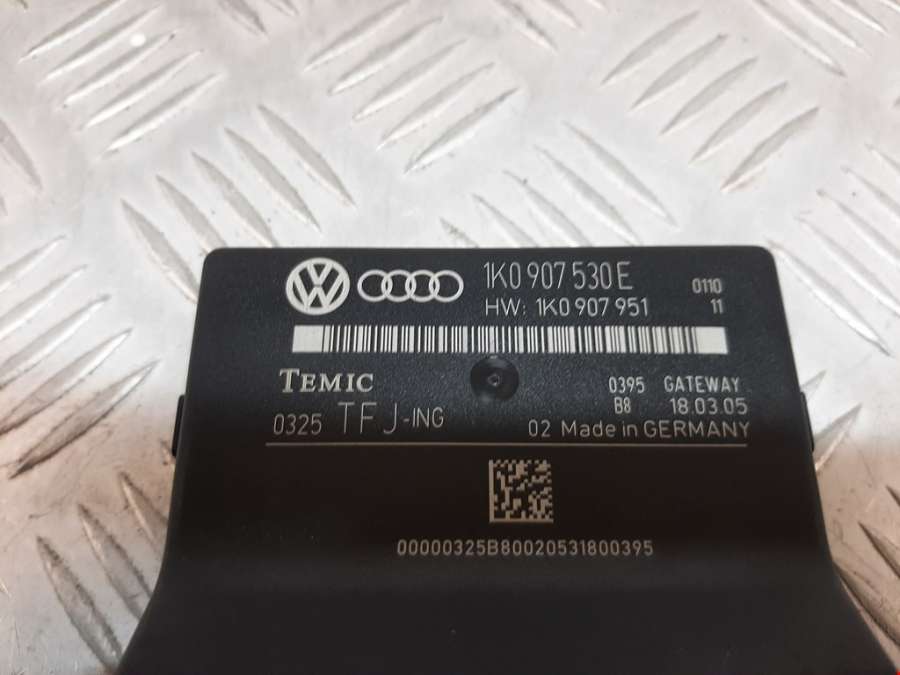 1K0 907 530 E 0110
HW: 1K0 907 951 11
TEMIC 0395 GATEWAY
B8 18.03.05
0325 TFJ-ING 02 Made in GERMANY
00000325B80020531800395